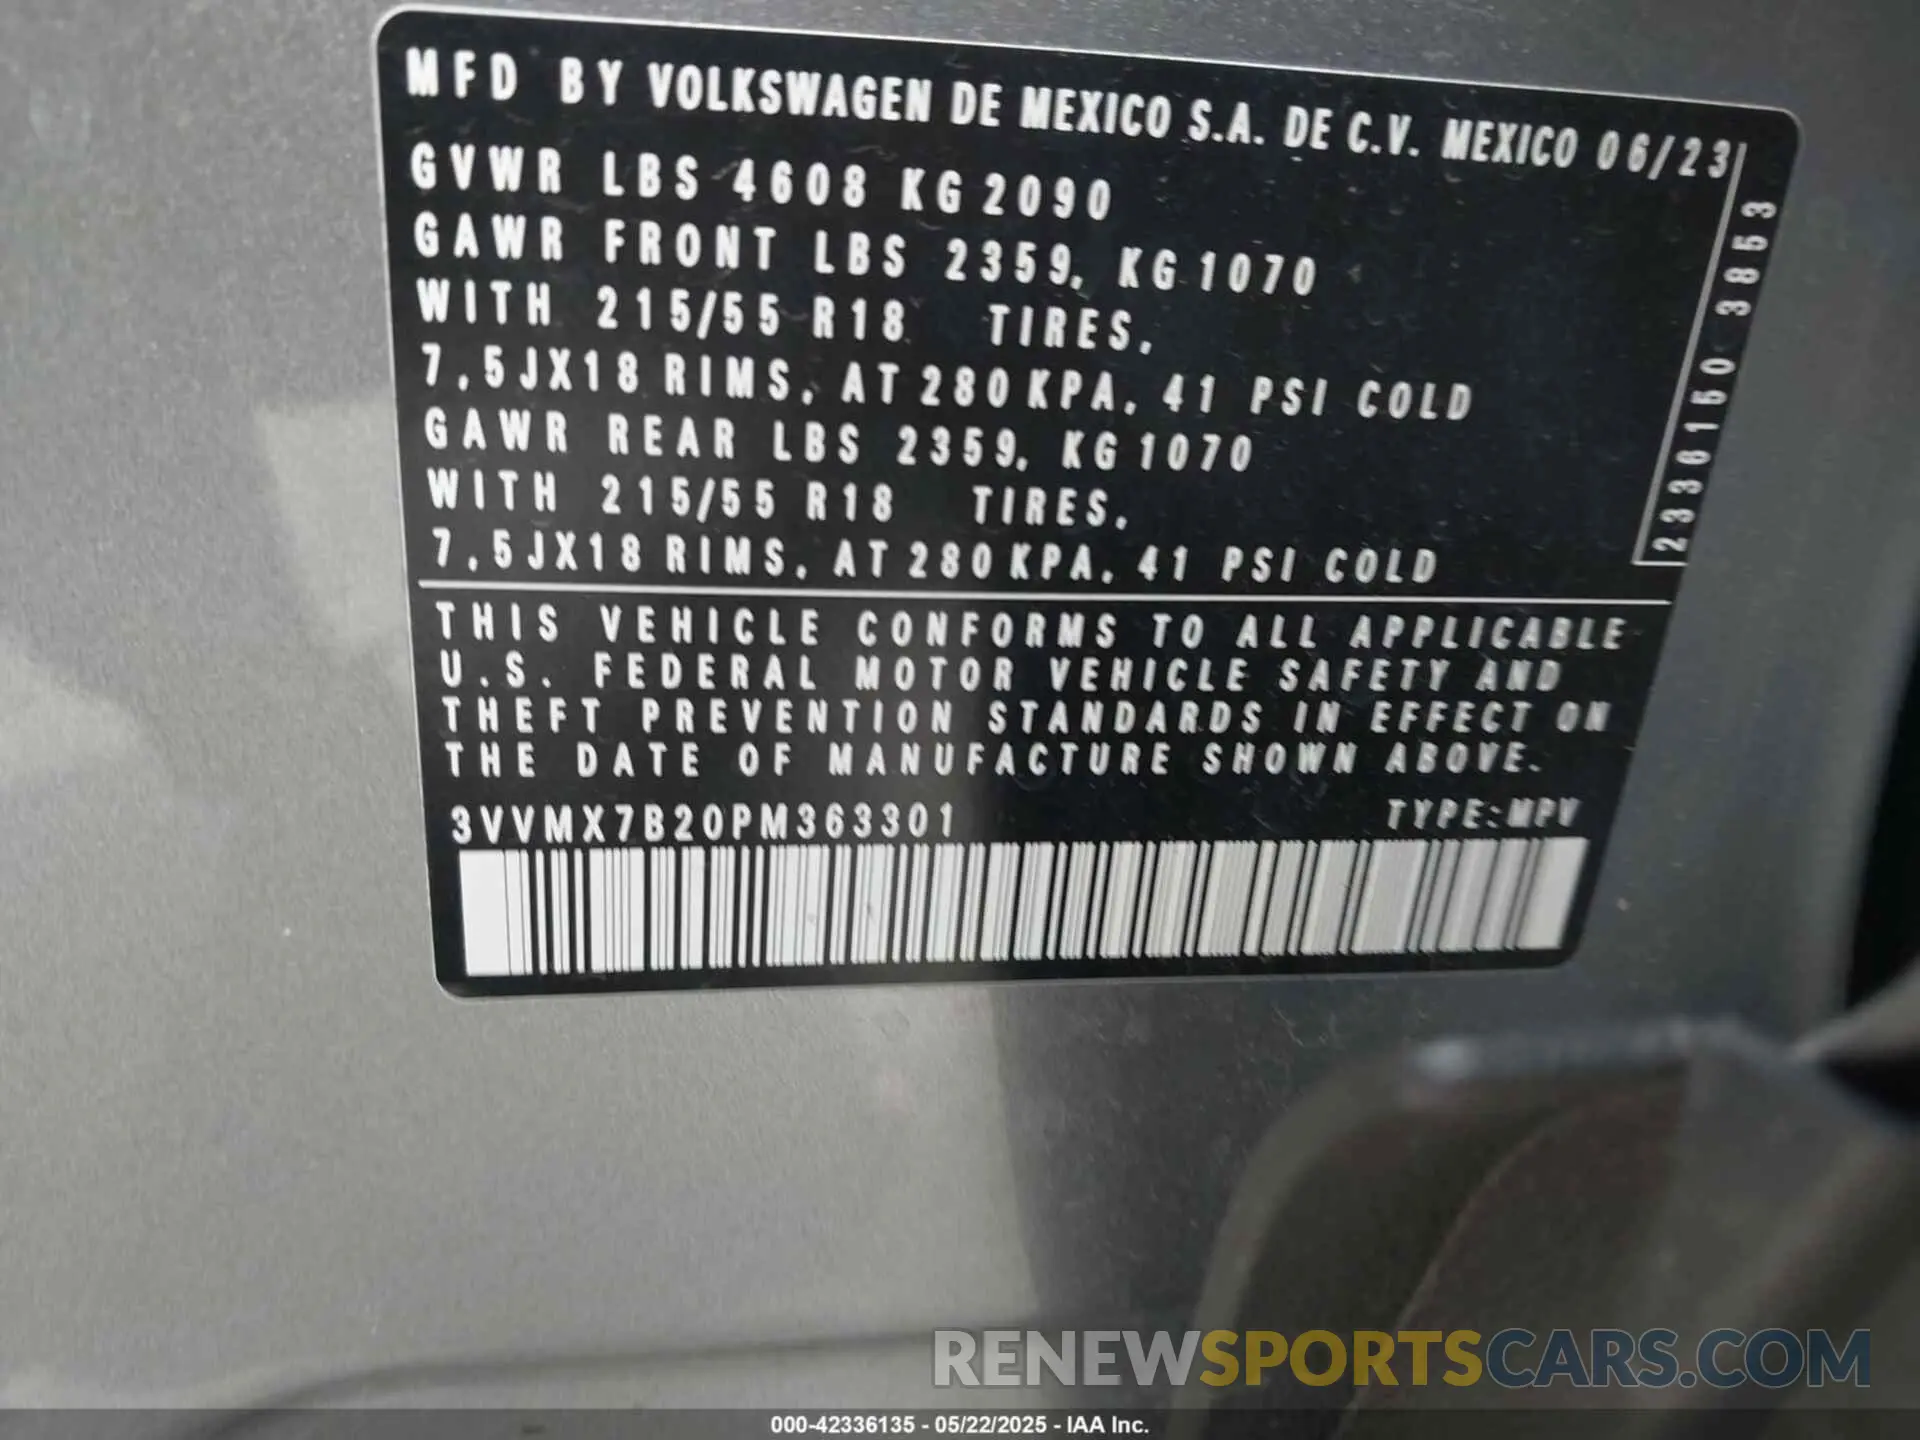 MFD BY VOLKSWAGEN DE MEXICO S.A. DE C.V. MEXICO 06/23
GVWR LBS 4608 KG 2090
GAWR FRONT LBS 2359, KG 1070
WITH 215/55 R18 TIRES,
7,5JX18 RIMS, AT 280 KPA, 41 PSI COLD
GAWR REAR LBS 2359, KG 1070
WITH 215/55 R18 TIRES,
7,5JX18 RIMS, AT 280 KPA, 41 PSI COLD
2336150 3853
THIS VEHICLE CONFORMS TO ALL APPLICABLE
U.S. FEDERAL MOTOR VEHICLE SAFETY AND
THEFT PREVENTION STANDARDS IN EFFECT ON
THE DATE OF MANUFACTURE SHOWN ABOVE.
3VVMX7B20PM363301 TYPE:MPV
RENEWSPORTSCARS.COM
000-42336135 - 05/22/2025 - IAA Inc.